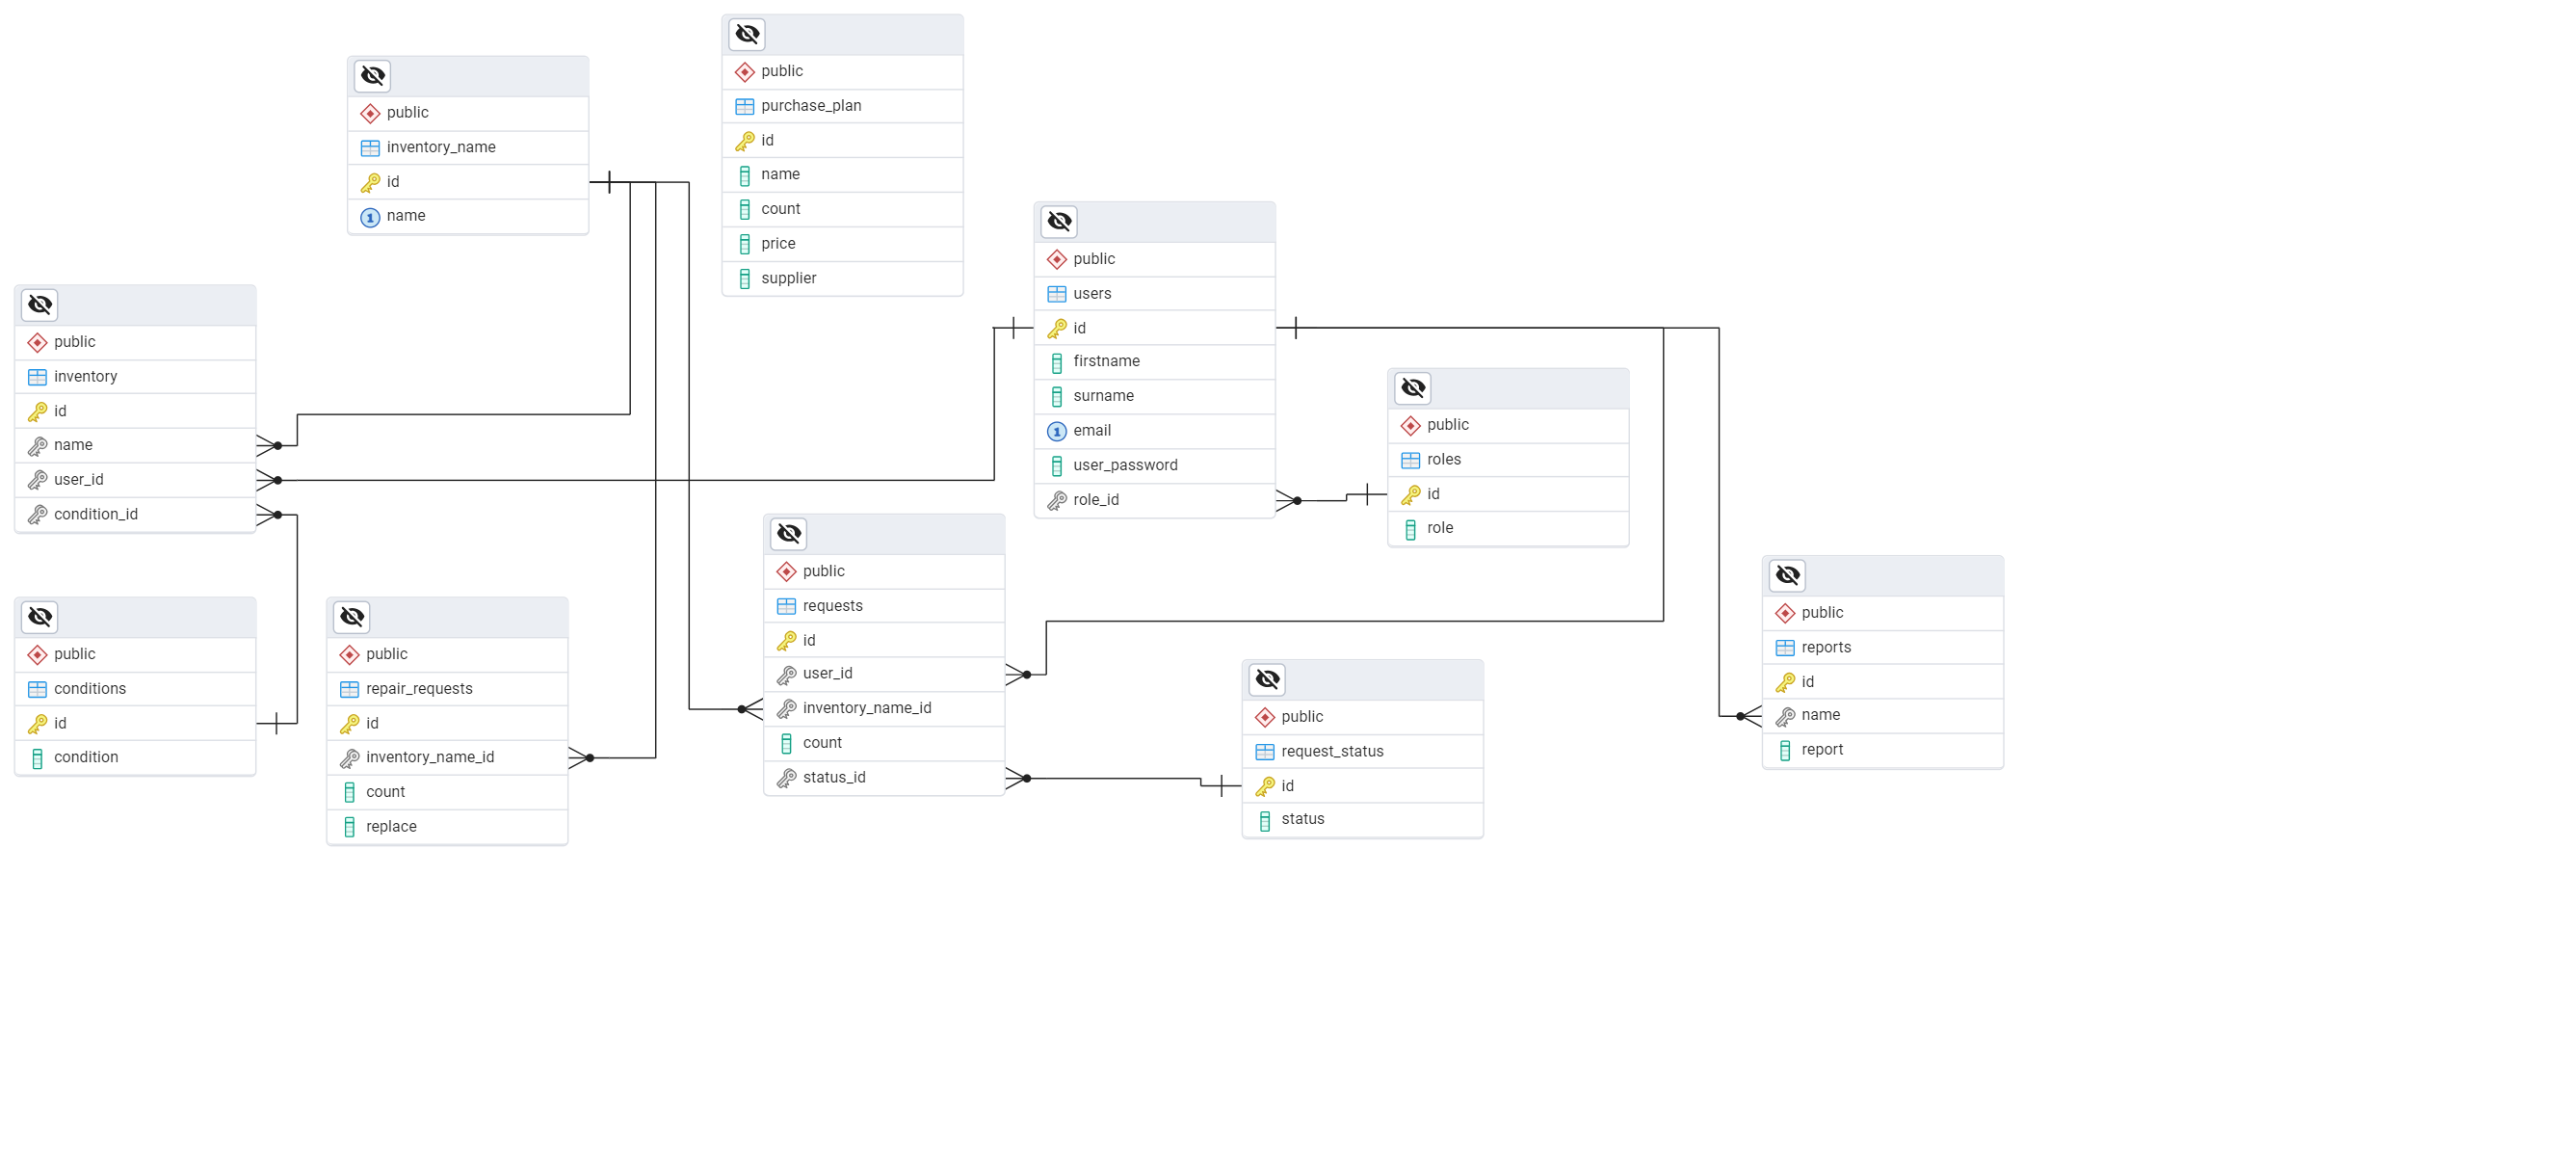 public
inventory_name
id
name
public
purchase_plan
id
name
count
price
supplier
public
inventory
id
name
user_id
condition_id
public
users
id
firstname
surname
email
user_password
role_id
public
roles
id
role
public
conditions
id
condition
public
repair_requests
id
inventory_name_id
count
replace
public
requests
id
user_id
inventory_name_id
count
status_id
public
request_status
id
status
public
reports
id
name
report